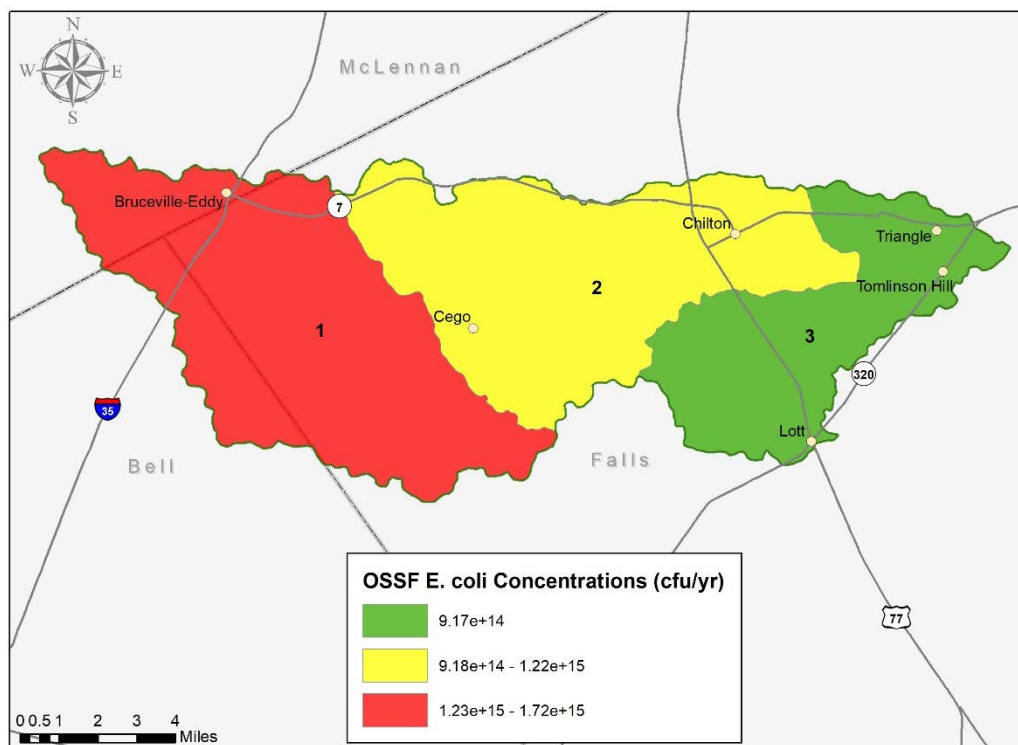 N
W E
S
McLennan
Bruceville-Eddy
7
Chilton
Triangle
Tomlinson Hill
2
Cego
1
3
320
35
Lott
Bell
Falls
OSSF E. coli Concentrations (cfu/yr)
9.17e+14
9.18e+14 - 1.22e+15
1.23e+15 - 1.72e+15
77
0 0.5 1 2 3 4
Miles